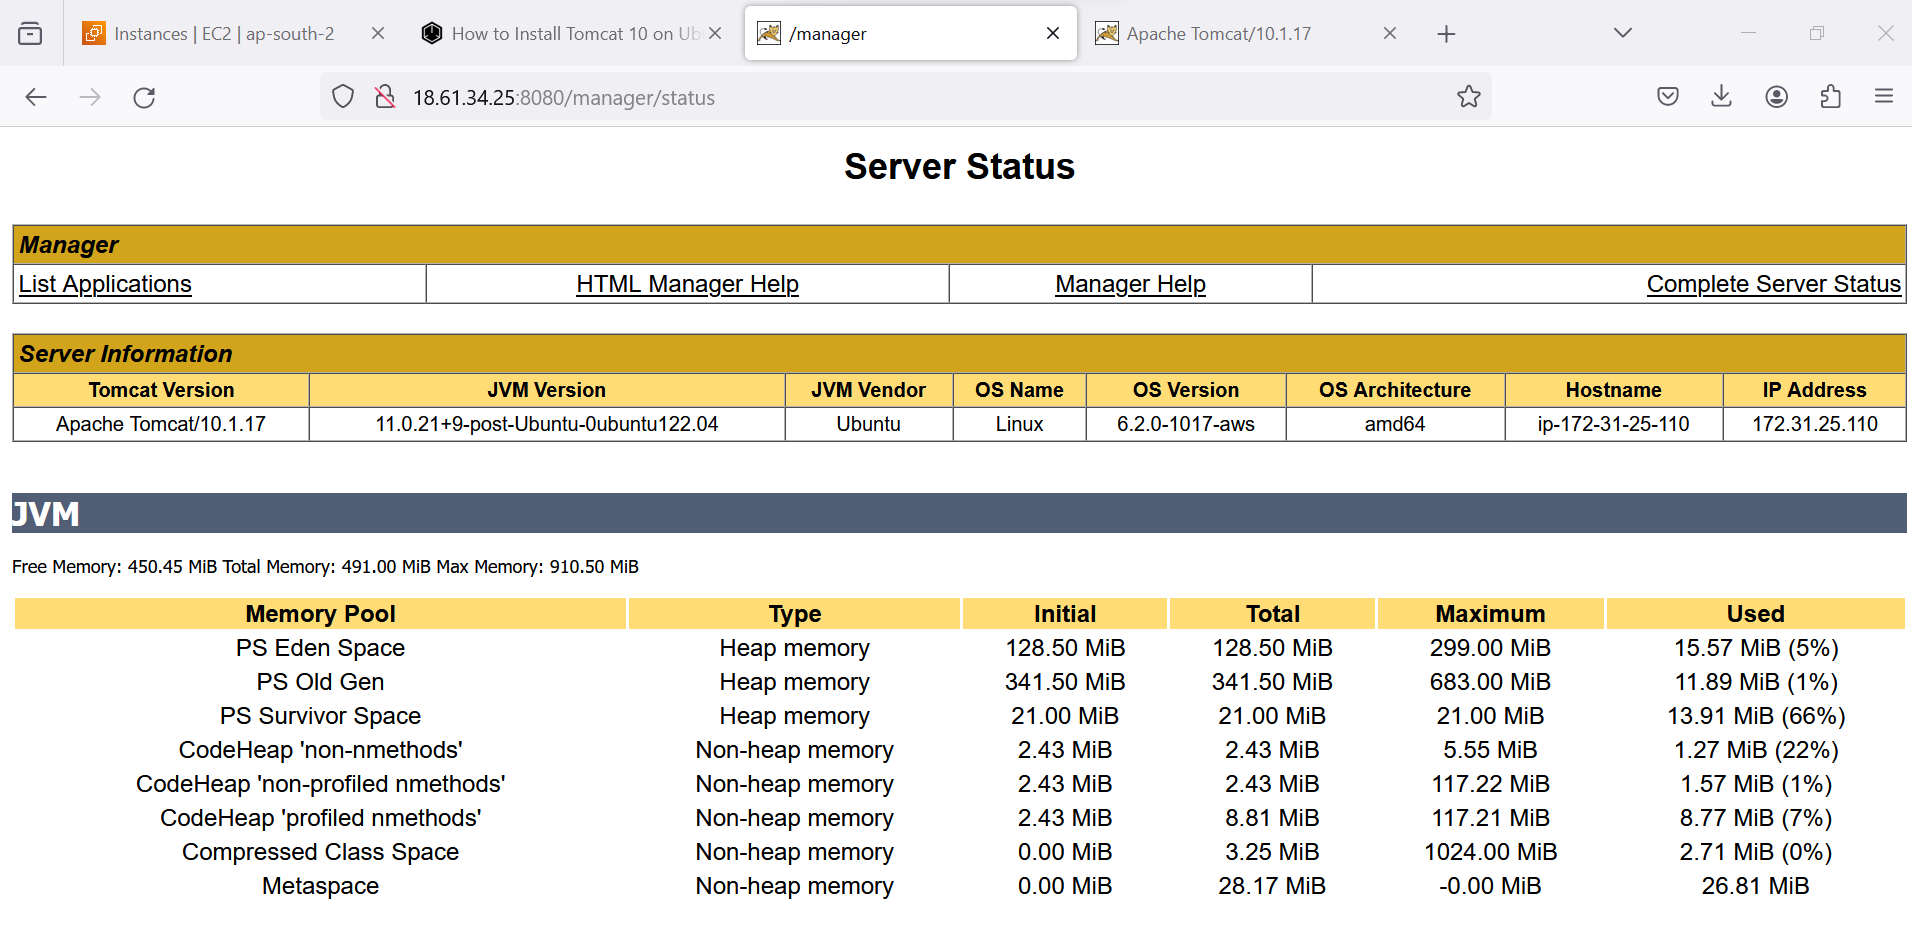 Instances | EC2 | ap-south-2
How to Install Tomcat 10 on Ub
/manager
Apache Tomcat/10.1.17
18.61.34.25:8080/manager/status
Server Status
Manager
List Applications HTML Manager Help Manager Help Complete Server Status
Server Information
Tomcat Version JVM Version JVM Vendor OS Name OS Version OS Architecture Hostname IP Address
Apache Tomcat/10.1.17 11.0.21+9-post-Ubuntu-0ubuntu122.04 Ubuntu Linux 6.2.0-1017-aws amd64 ip-172-31-25-110 172.31.25.110
JVM
Free Memory: 450.45 MiB Total Memory: 491.00 MiB Max Memory: 910.50 MiB
Memory Pool Type Initial Total Maximum Used
PS Eden Space Heap memory 128.50 MiB 128.50 MiB 299.00 MiB 15.57 MiB (5%)
PS Old Gen Heap memory 341.50 MiB 341.50 MiB 683.00 MiB 11.89 MiB (1%)
PS Survivor Space Heap memory 21.00 MiB 21.00 MiB 21.00 MiB 13.91 MiB (66%)
CodeHeap 'non-nmethods' Non-heap memory 2.43 MiB 2.43 MiB 5.55 MiB 1.27 MiB (22%)
CodeHeap 'non-profiled nmethods' Non-heap memory 2.43 MiB 2.43 MiB 117.22 MiB 1.57 MiB (1%)
CodeHeap 'profiled nmethods' Non-heap memory 2.43 MiB 8.81 MiB 117.21 MiB 8.77 MiB (7%)
Compressed Class Space Non-heap memory 0.00 MiB 3.25 MiB 1024.00 MiB 2.71 MiB (0%)
Metaspace Non-heap memory 0.00 MiB 28.17 MiB -0.00 MiB 26.81 MiB